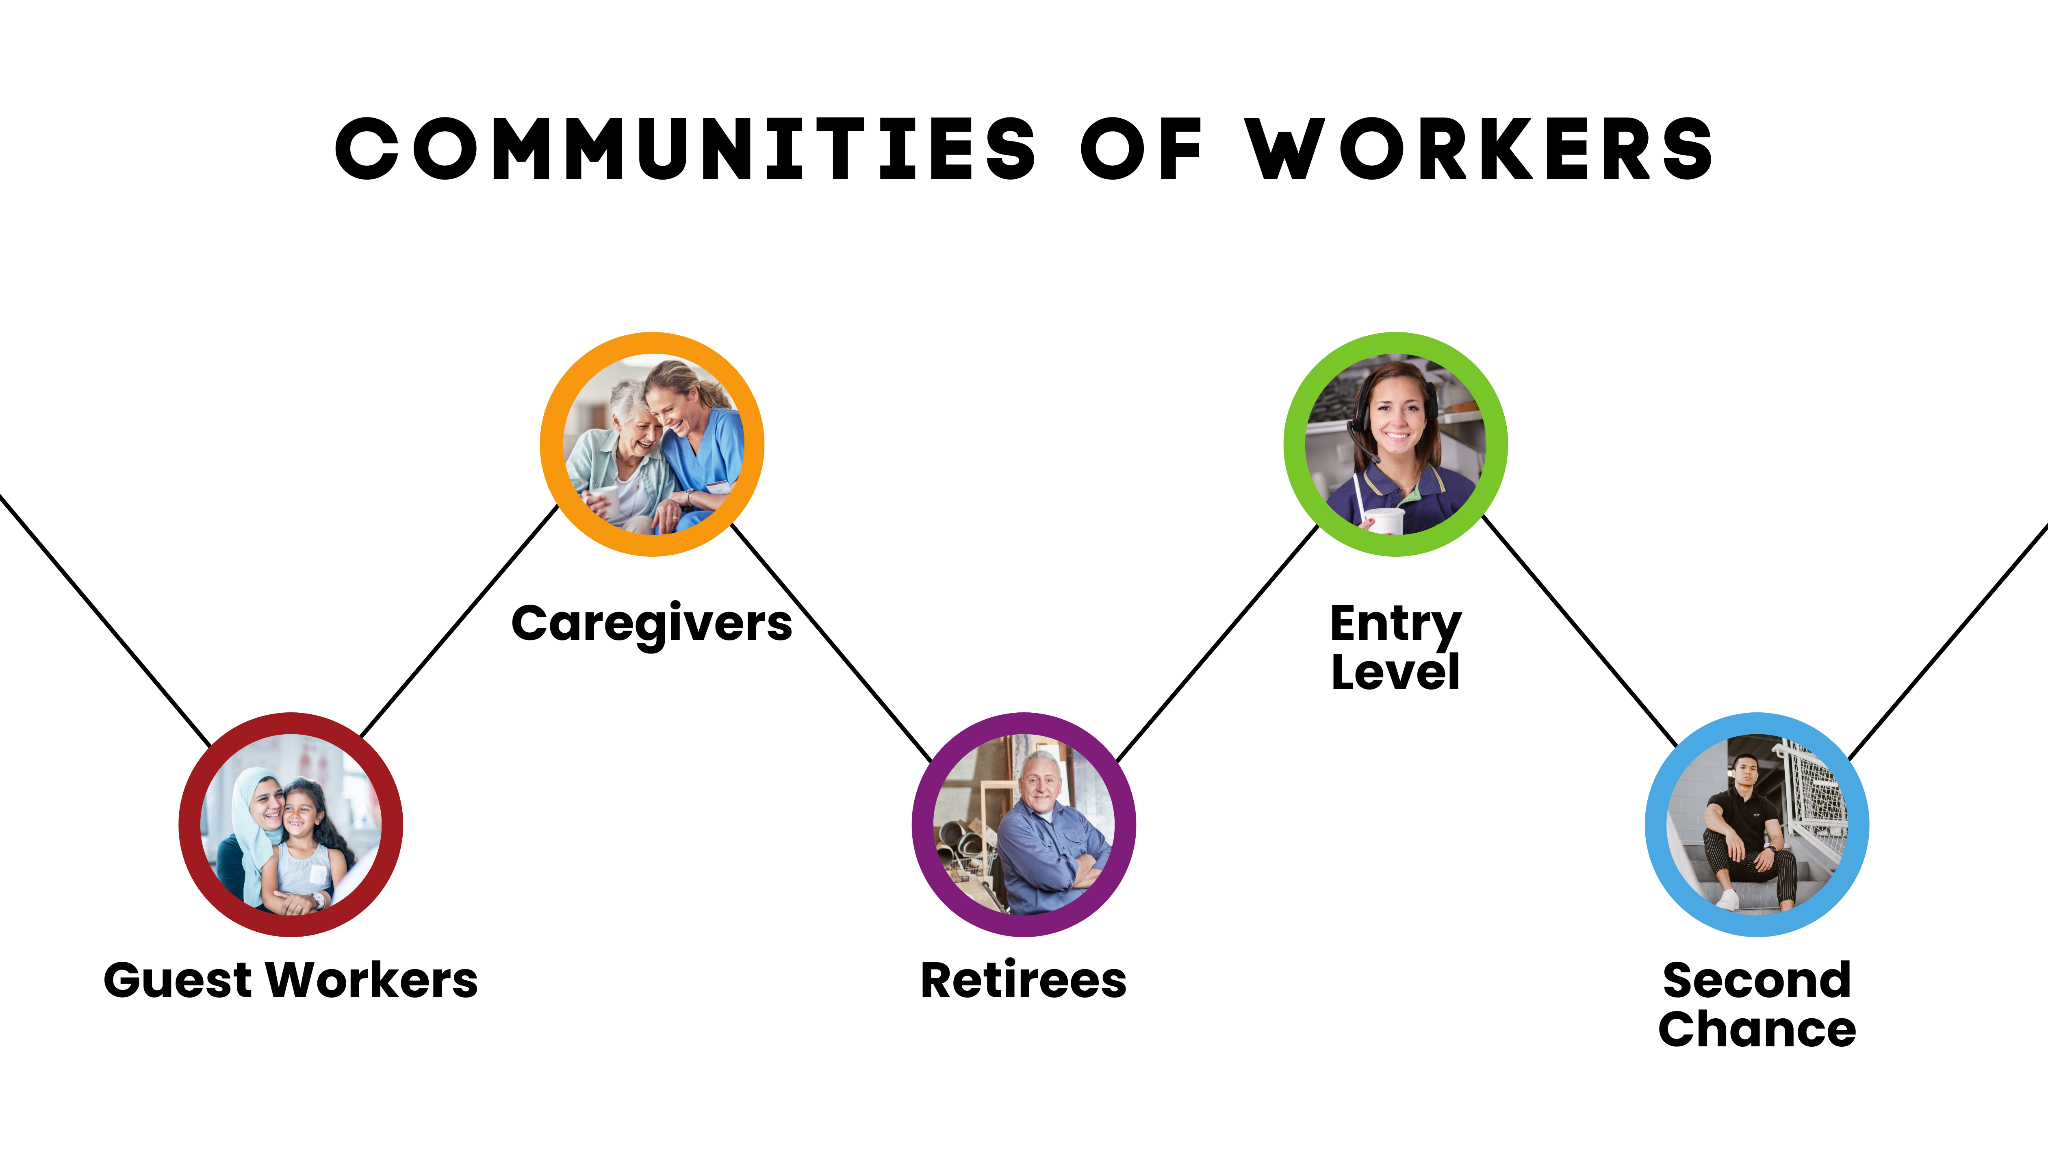 COMMUNITIES OF WORKERS
Caregivers
Entry
Level
Guest Workers
Retirees
Second
Chance